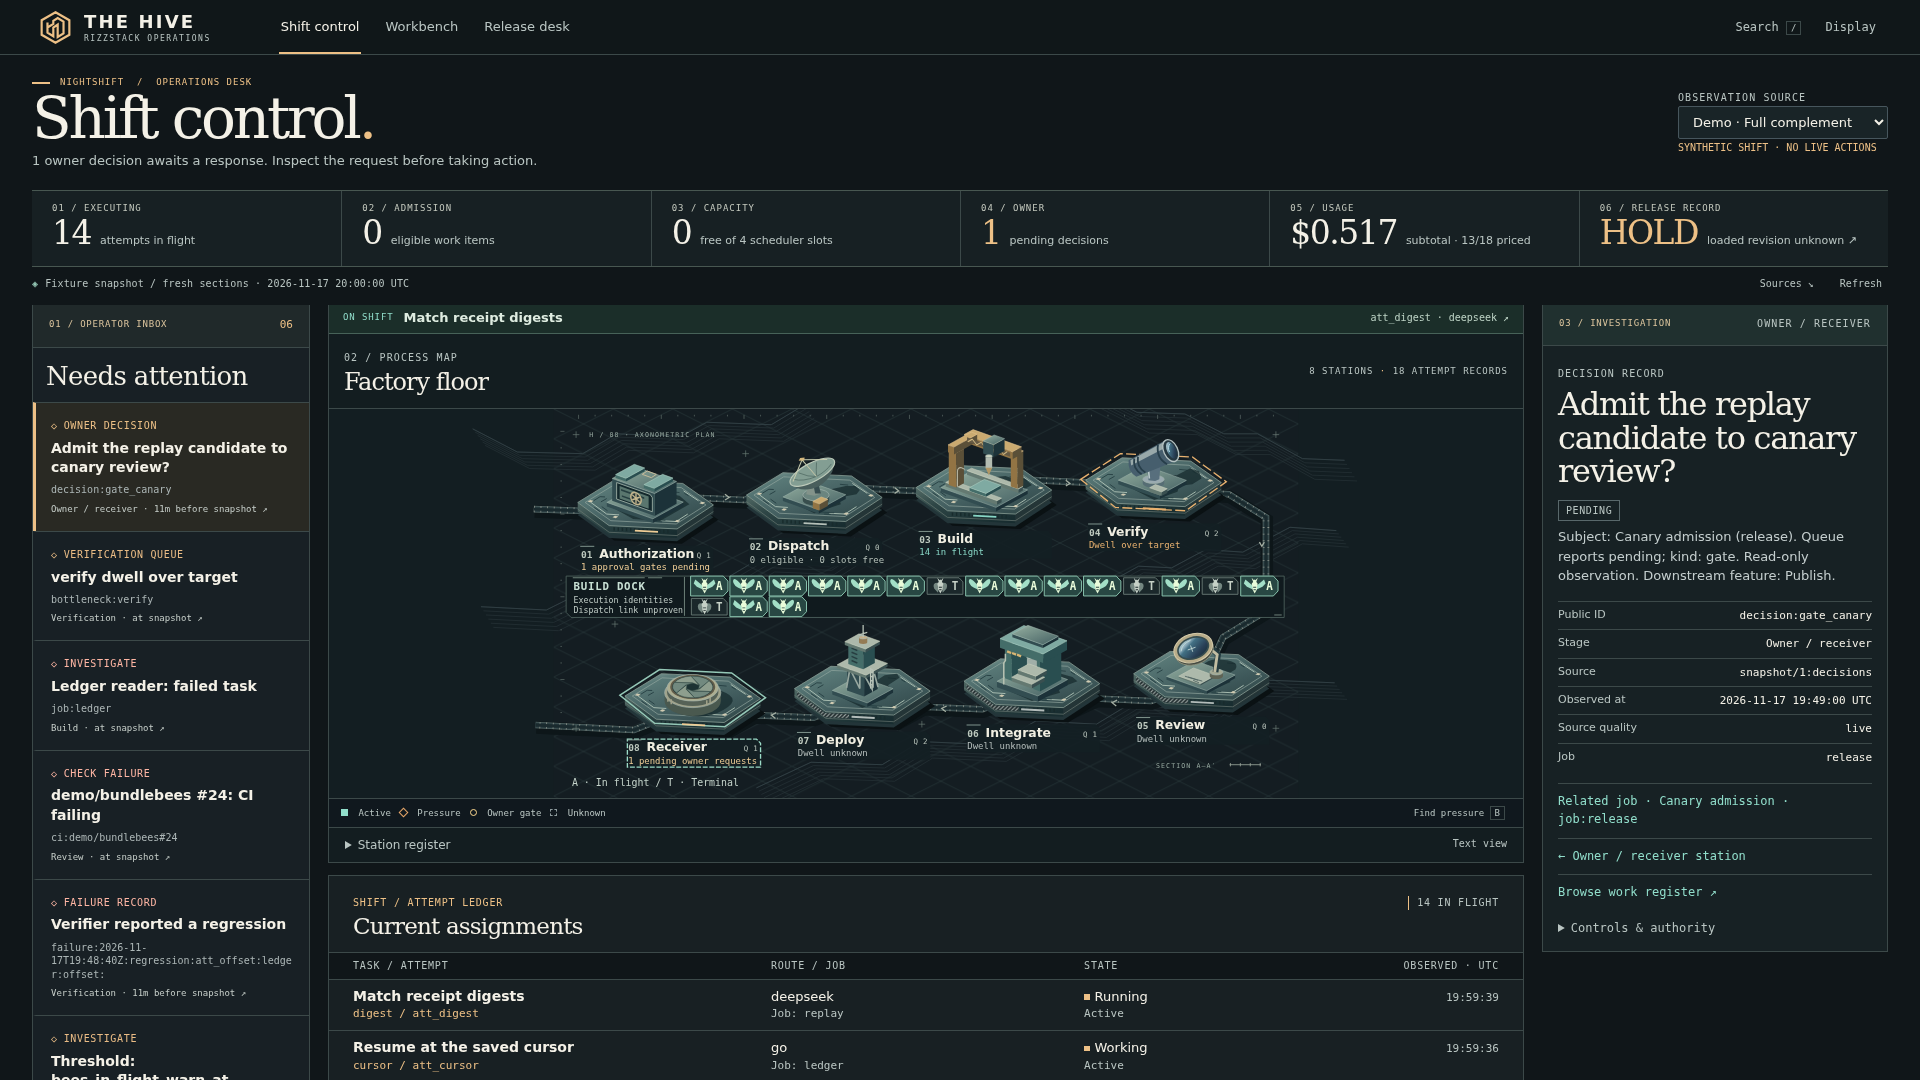 THE HIVE
RIZZSTACK OPERATIONS
Shift control
Workbench
Release desk
Search /
Display
NIGHTSHIFT / OPERATIONS DESK
Shift control.
1 owner decision awaits a response. Inspect the request before taking action.
OBSERVATION SOURCE
Demo · Full complement
SYNTHETIC SHIFT · NO LIVE ACTIONS
01 / EXECUTING
14 attempts in flight
02 / ADMISSION
0 eligible work items
03 / CAPACITY
0 free of 4 scheduler slots
04 / OWNER
1 pending decisions
05 / USAGE
$0.517 subtotal · 13/18 priced
06 / RELEASE RECORD
HOLD loaded revision unknown ↗
◈ Fixture snapshot / fresh sections · 2026-11-17 20:00:00 UTC
Sources ↘
Refresh
01 / OPERATOR INBOX 06
Needs attention
◇ OWNER DECISION
Admit the replay candidate to
canary review?
decision:gate_canary
Owner / receiver · 11m before snapshot ↗
◇ VERIFICATION QUEUE
verify dwell over target
bottleneck:verify
Verification · at snapshot ↗
◇ INVESTIGATE
Ledger reader: failed task
job:ledger
Build · at snapshot ↗
◇ CHECK FAILURE
demo/bundlebees #24: CI
failing
ci:demo/bundlebees#24
Review · at snapshot ↗
◇ FAILURE RECORD
Verifier reported a regression
failure:2026-11-
17T19:48:40Z:regression:att_offset:ledge
r:offset:
Verification · 11m before snapshot ↗
◇ INVESTIGATE
Threshold:
bees_in_flight_warn_at
ON SHIFT Match receipt digests
att_digest · deepseek ↗
02 / PROCESS MAP
Factory floor
8 STATIONS · 18 ATTEMPT RECORDS
H / 08 · AXONOMETRIC PLAN
01 Authorization Q 1
1 approval gates pending
02 Dispatch Q 0
0 eligible · 0 slots free
03 Build
14 in flight
04 Verify Q 2
Dwell over target
BUILD DOCK
Execution identities
Dispatch link unproven
A A A A A A T A A A A T A T A
T A A
05 Review Q 0
Dwell unknown
06 Integrate Q 1
Dwell unknown
07 Deploy Q 2
Dwell unknown
08 Receiver Q 1
1 pending owner requests
SECTION A—A′
A · In flight / T · Terminal
Active
Pressure
Owner gate
Unknown
Find pressure B
▶ Station register
Text view
SHIFT / ATTEMPT LEDGER
Current assignments
14 IN FLIGHT
TASK / ATTEMPT
ROUTE / JOB
STATE
OBSERVED · UTC
Match receipt digests
digest / att_digest
deepseek
Job: replay
Running
Active
19:59:39
Resume at the saved cursor
cursor / att_cursor
go
Job: ledger
Working
Active
19:59:36
03 / INVESTIGATION
OWNER / RECEIVER
DECISION RECORD
Admit the replay
candidate to canary
review?
PENDING
Subject: Canary admission (release). Queue
reports pending; kind: gate. Read-only
observation. Downstream feature: Publish.
Public ID decision:gate_canary
Stage Owner / receiver
Source snapshot/1:decisions
Observed at 2026-11-17 19:49:00 UTC
Source quality live
Job release
Related job · Canary admission ·
job:release
← Owner / receiver station
Browse work register ↗
▶ Controls & authority